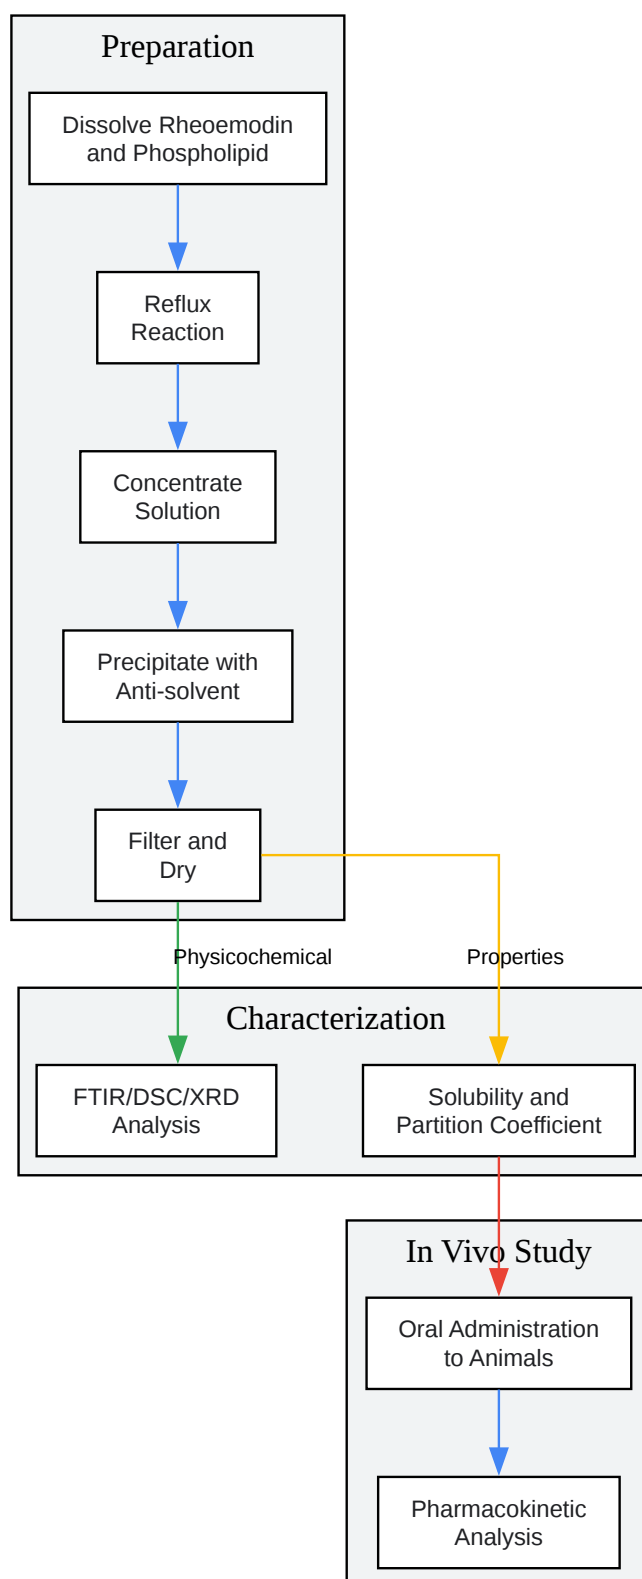 Preparation
Dissolve Rheoemodin
and Phospholipid
Reflux
Reaction
Concentrate
Solution
Precipitate with
Anti-solvent
Filter and
Dry
Physicochemical
Properties
Characterization
FTIR/DSC/XRD
Analysis
Solubility and
Partition Coefficient
In Vivo Study
Oral Administration
to Animals
Pharmacokinetic
Analysis